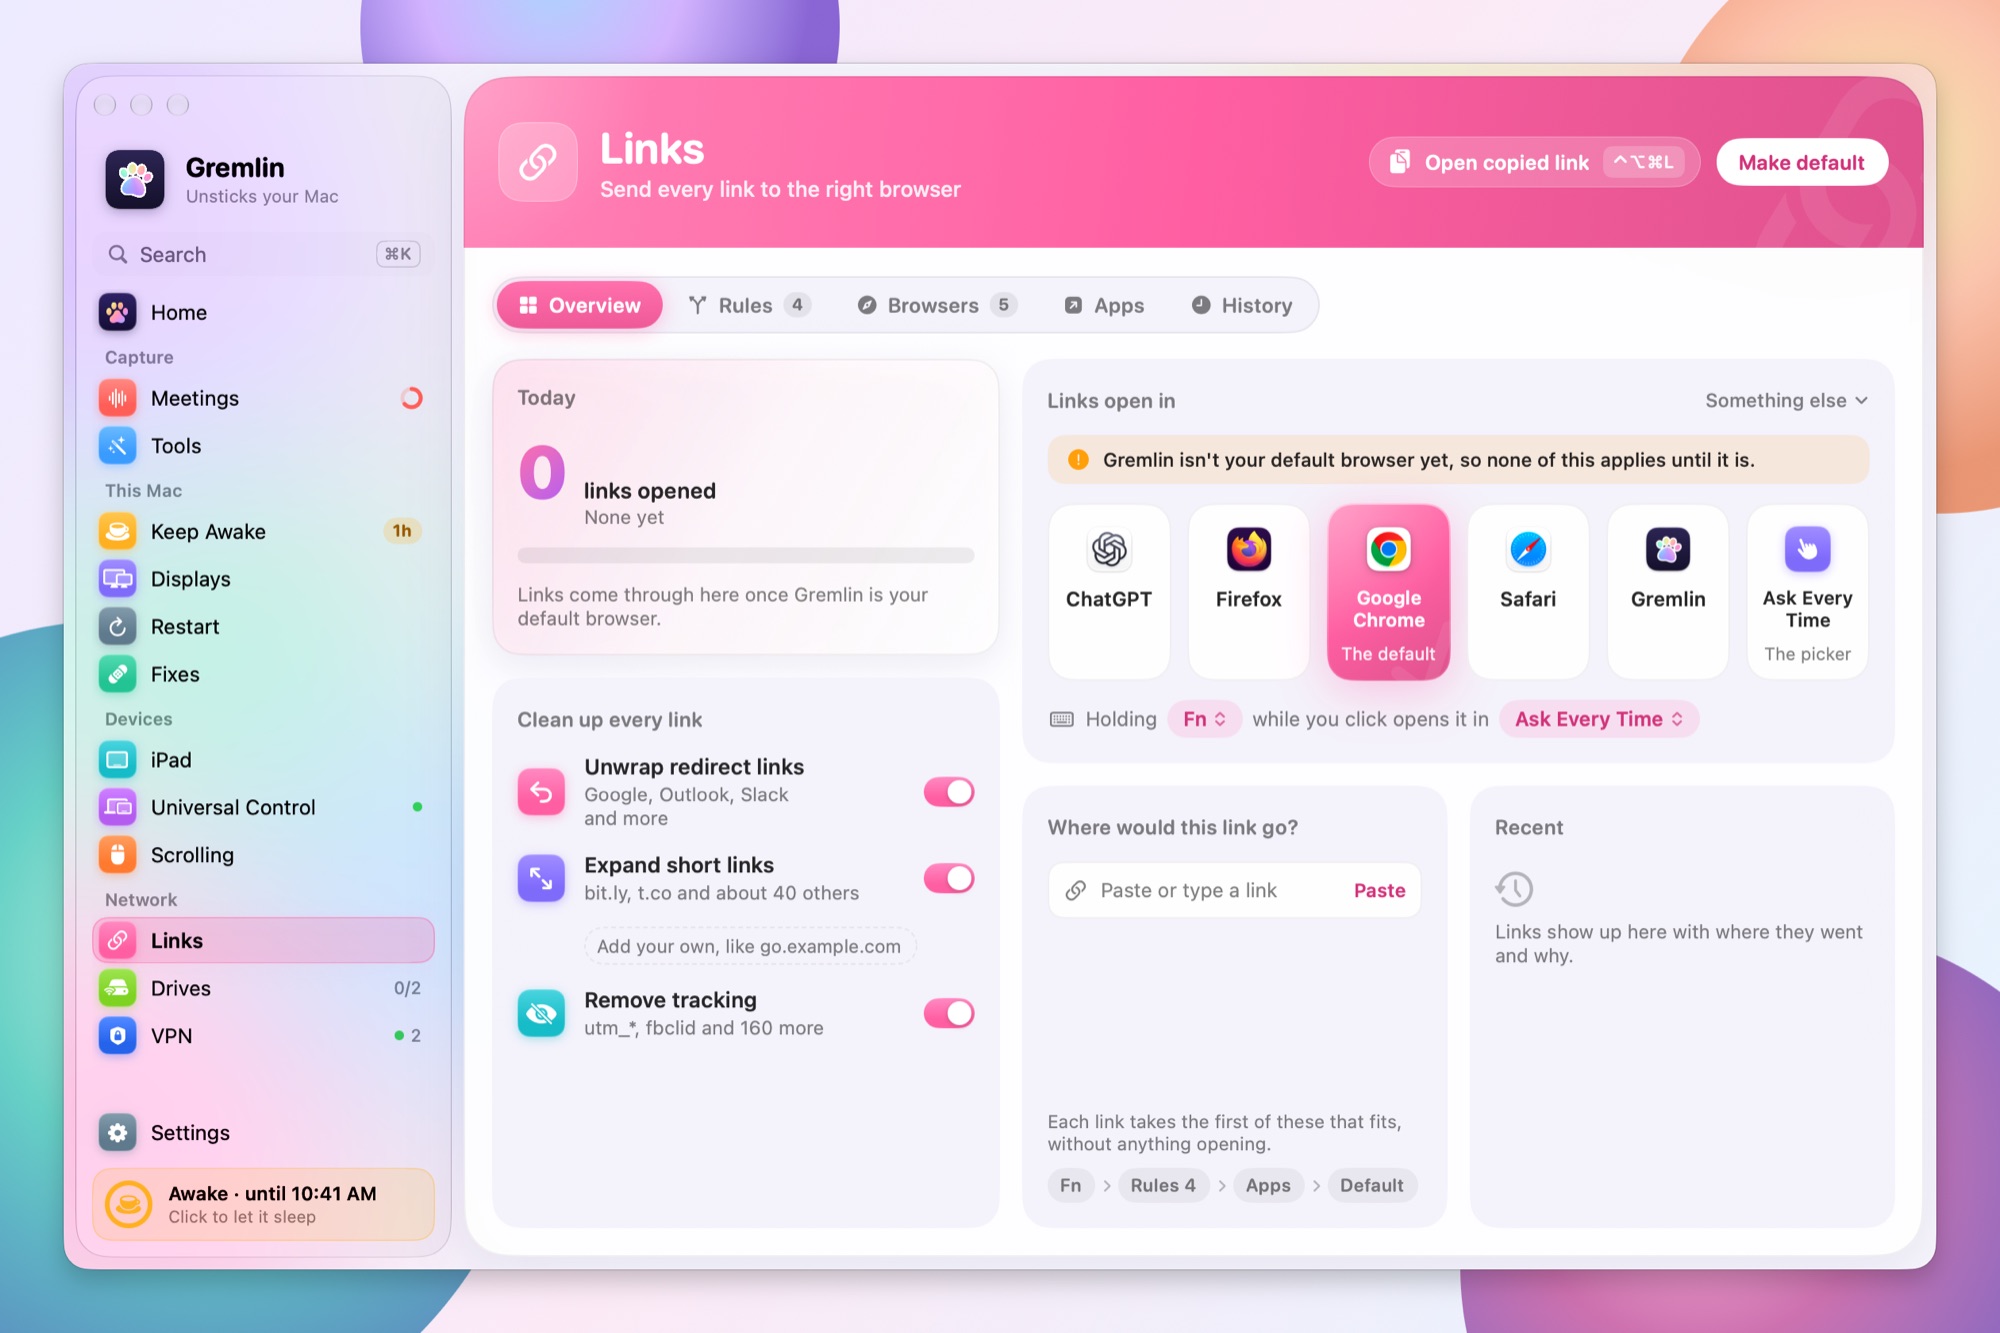 Gremlin
Unsticks your Mac
Search
⌘K
Home
Capture
Meetings
Tools
This Mac
Keep Awake
1h
Displays
Restart
Fixes
Devices
iPad
Universal Control
Scrolling
Network
Links
Drives
0/2
VPN
2
Settings
Awake · until 10:41 AM
Click to let it sleep
Links
Send every link to the right browser
Open copied link
^⌥⌘L
Make default
Overview
Rules 4
Browsers 5
Apps
History
Today
0
links opened
None yet
Links come through here once Gremlin is your
default browser.
Clean up every link
Unwrap redirect links
Google, Outlook, Slack
and more
Expand short links
bit.ly, t.co and about 40 others
Add your own, like go.example.com
Remove tracking
utm_*, fbclid and 160 more
Links open in
Something else
Gremlin isn't your default browser yet, so none of this applies until it is.
ChatGPT
Firefox
Google
Chrome
The default
Safari
Gremlin
Ask Every
Time
The picker
Holding Fn while you click opens it in Ask Every Time
Where would this link go?
Paste or type a link
Paste
Each link takes the first of these that fits,
without anything opening.
Fn > Rules 4 > Apps > Default
Recent
Links show up here with where they went
and why.